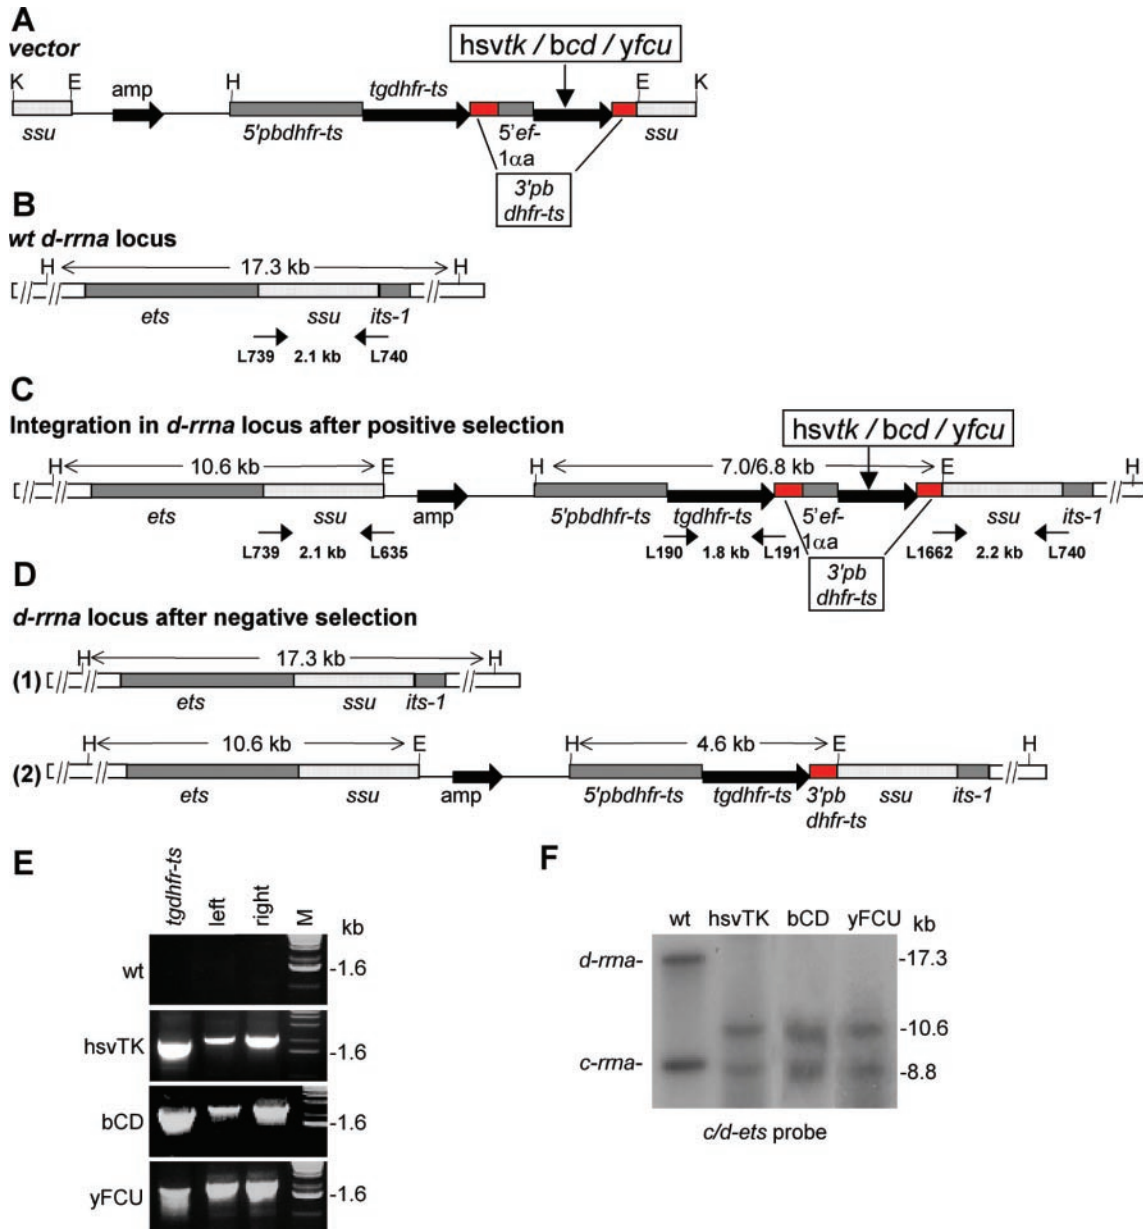 A
vector
hsvtk / bcd / yfcu
K E amp H tgdhfr-ts E K
ssu 5'pbdhfr-ts 5'ef- ssu
1αa
3'pb
dhfr-ts
B
wt d-rrna locus
H 17.3 kb H
ets ssu its-1
L739 2.1 kb L740
C
Integration in d-rrna locus after positive selection
hsvtk / bcd / yfcu
H 10.6 kb E H 7.0/6.8 kb E H
ets ssu amp 5'pbdhfr-ts tgdhfr-ts 5'ef- ssu its-1
1αa
L739 2.1 kb L635 L190 1.8 kb L191 L1662 2.2 kb L740
3'pb
dhfr-ts
D
d-rrna locus after negative selection
H 17.3 kb H
(1)
ets ssu its-1
H 10.6 kb E H 4.6 kb E H
(2)
ets ssu amp 5'pbdhfr-ts tgdhfr-ts 3'pb ssu its-1
dhfr-ts
E
tgdhfr-ts left right M
kb
wt -1.6
hsvTK -1.6
bCD -1.6
yFCU -1.6
F
wt hsvTK bCD yFCU kb
d-rrna- -17.3
-10.6
c-rrna- -8.8
c/d-ets probe